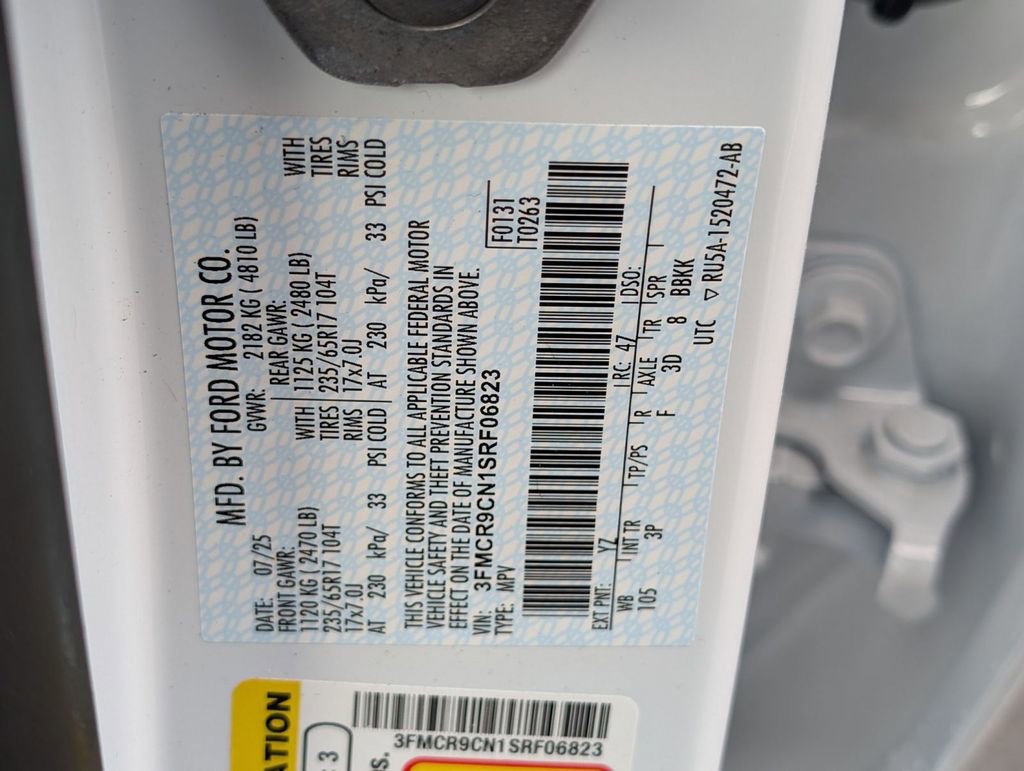 MFD. BY FORD MOTOR CO.
DATE: 07/25 GWVR: 2182 KG ( 4810 LB)
FRONT GAWR: REAR GAWR:
1120 KG ( 2470 LB) WITH 1125 KG ( 2480 LB) WITH
235/65R17 104T TIRES 235/65R17 104T TIRES
17x7.0J RIMS 17x7.0J RIMS
AT 230 kPa/ 33 PSI COLD AT 230 kPa/ 33 PSI COLD
THIS VEHICLE CONFORMS TO ALL APPLICABLE FEDERAL MOTOR
VEHICLE SAFETY AND THEFT PREVENTION STANDARDS IN
EFFECT ON THE DATE OF MANUFACTURE SHOWN ABOVE.
VIN: 3FMCR9CN1SRF06823 F0131
TYPE: MPV T0263
EXT PNT: YZ RC: 47 DSO:
WB INT TR TP/PS R AXLE TR SPR
105 3P F 3D 8 BBKK
UTC ▽ RU5A-1520472-AB
ATION
: 3
os.
3FMCR9CN1SRF06823